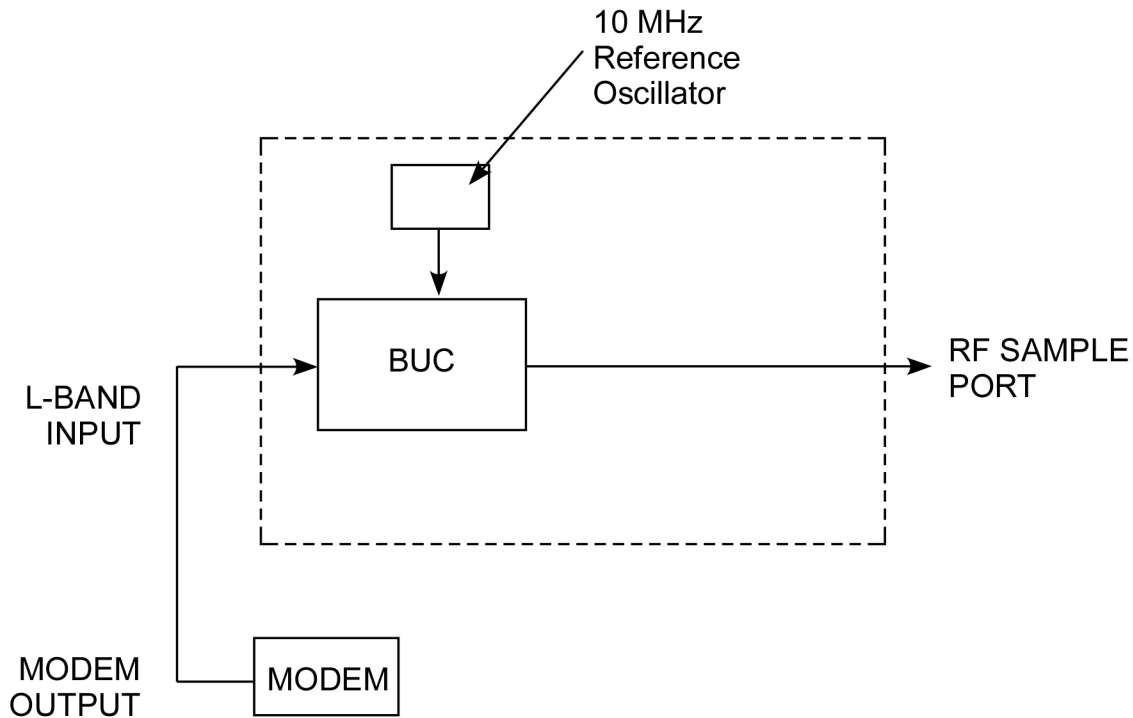 10 MHz
Reference
Oscillator
BUC
RF SAMPLE
PORT
L-BAND
INPUT
MODEM
OUTPUT
MODEM